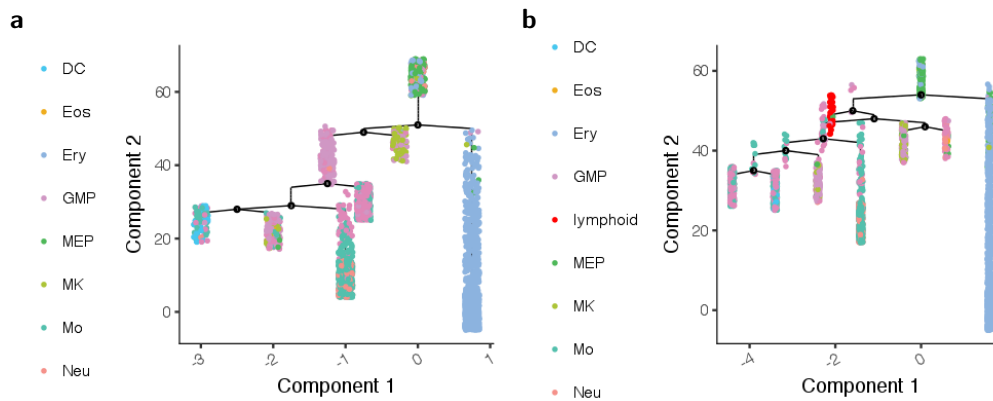 a
DC
Eos
Ery
GMP
MEP
MK
Mo
Neu
Component 2
60
40
20
0
-3
-2
-1
0
1
Component 1
b
DC
Eos
Ery
GMP
lymphoid
MEP
MK
Mo
Neu
Component 2
60
40
20
0
-4
-2
0
Component 1